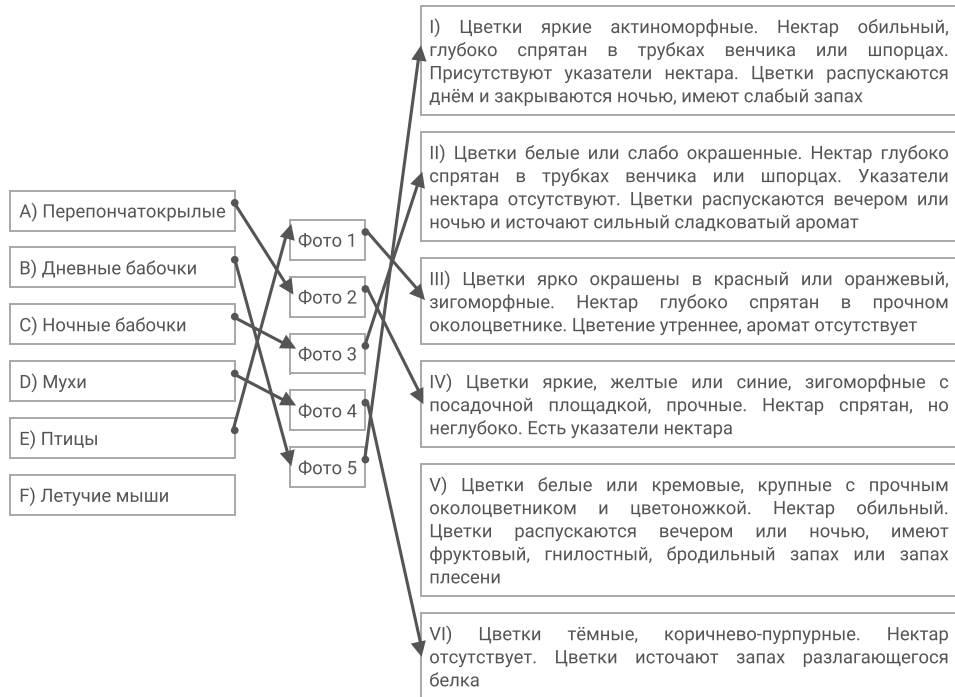 A) Перепончатокрылые
B) Дневные бабочки
C) Ночные бабочки
D) Мухи
E) Птицы
F) Летучие мыши
Фото 1
Фото 2
Фото 3
Фото 4
Фото 5
I) Цветки яркие актиноморфные. Нектар обильный,
глубоко спрятан в трубках венчика или шпорцах.
Присутствуют указатели нектара. Цветки распускаются
днём и закрываются ночью, имеют слабый запах
II) Цветки белые или слабо окрашенные. Нектар глубоко
спрятан в трубках венчика или шпорцах. Указатели
нектара отсутствуют. Цветки распускаются вечером или
ночью и источают сильный сладковатый аромат
III) Цветки ярко окрашены в красный или оранжевый,
зигоморфные. Нектар глубоко спрятан в прочном
околоцветнике. Цветение утреннее, аромат отсутствует
IV) Цветки яркие, желтые или синие, зигоморфные с
посадочной площадкой, прочные. Нектар спрятан, но
неглубоко. Есть указатели нектара
V) Цветки белые или кремовые, крупные с прочным
околоцветником и цветоножкой. Нектар обильный.
Цветки распускаются вечером или ночью, имеют
фруктовый, гнилостный, бродильный запах или запах
плесени
VI) Цветки тёмные, коричнево-пурпурные. Нектар
отсутствует. Цветки источают запах разлагающегося
белка